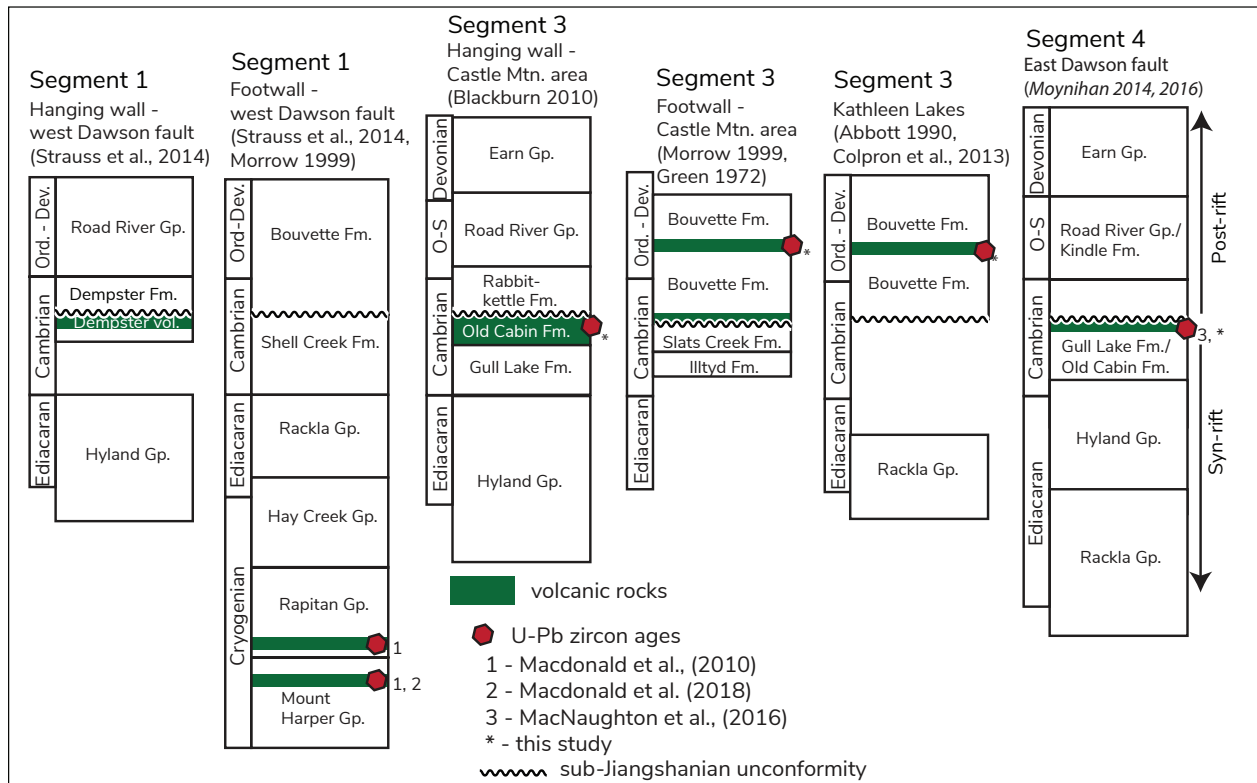 Segment 1
Hanging wall -
west Dawson fault
(Strauss et al., 2014)
Ord. - Dev.
Cambrian
Ediacaran
Road River Gp.
Dempster Fm.
Dempster vol.
Hyland Gp.
Segment 1
Footwall -
west Dawson fault
(Strauss et al., 2014,
Morrow 1999)
Ord-Dev.
Cambrian
Ediacaran
Cryogenian
Bouvette Fm.
Shell Creek Fm.
Rackla Gp.
Hay Creek Gp.
Rapitan Gp.
1
1, 2
Mount
Harper Gp.
Segment 3
Hanging wall -
Castle Mtn. area
(Blackburn 2010)
Devonian
O-S
Cambrian
Ediacaran
Earn Gp.
Road River Gp.
Rabbit-
kettle Fm.
Old Cabin Fm.
*
Gull Lake Fm.
Hyland Gp.
Segment 3
Footwall -
Castle Mtn. area
(Morrow 1999,
Green 1972)
Ord. - Dev.
Cambrian
Ediacaran
Bouvette Fm.
*
Bouvette Fm.
Slats Creek Fm.
Illtyd Fm.
Segment 3
Kathleen Lakes
(Abbott 1990,
Colpron et al., 2013)
Ord. - Dev.
Cambrian
Ediacaran
Bouvette Fm.
*
Bouvette Fm.
Rackla Gp.
Segment 4
East Dawson fault
(Moynihan 2014, 2016)
Devonian
O-S
Cambrian
Ediacaran
Earn Gp.
Road River Gp./
Kindle Fm.
3, *
Gull Lake Fm./
Old Cabin Fm.
Hyland Gp.
Rackla Gp.
Post-rift
Syn-rift
volcanic rocks
U-Pb zircon ages
1 - Macdonald et al., (2010)
2 - Macdonald et al. (2018)
3 - MacNaughton et al., (2016)
* - this study
sub-Jiangshanian unconformity